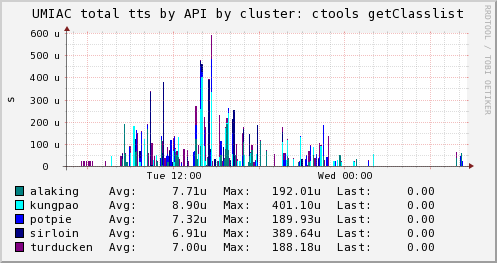 UMIAC total tts by API by cluster: ctools getClasslist
RRDTOOL / TOBI OETIKER
600 u
500 u
400 u
300 u
200 u
100 u
0
s
Tue 12:00 Wed 00:00
alaking Avg: 7.71u Max: 192.01u Last: 0.00
kungpao Avg: 8.90u Max: 401.10u Last: 0.00
potpie Avg: 7.32u Max: 189.93u Last: 0.00
sirloin Avg: 6.91u Max: 389.64u Last: 0.00
turducken Avg: 7.00u Max: 188.18u Last: 0.00